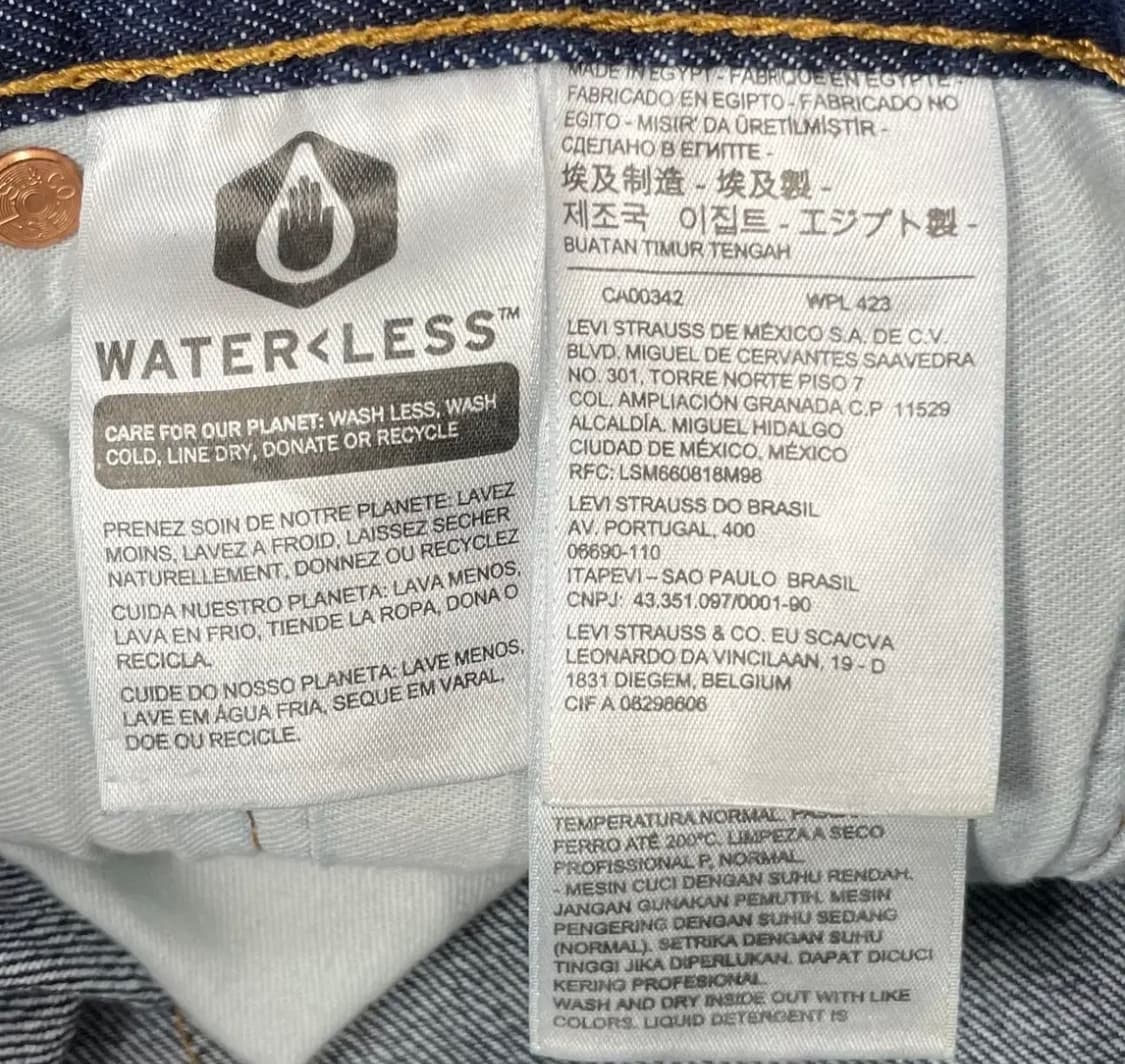 & CO
WATER<LESS™
CARE FOR OUR PLANET: WASH LESS, WASH
COLD, LINE DRY, DONATE OR RECYCLE
PRENEZ SOIN DE NOTRE PLANETE: LAVEZ
MOINS, LAVEZ A FROID, LAISSEZ SECHER
NATURELLEMENT, DONNEZ OU RECYCLEZ
CUIDA NUESTRO PLANETA: LAVA MENOS,
LAVA EN FRIO, TIENDE LA ROPA, DONA O
RECICLA.
CUIDE DO NOSSO PLANETA: LAVE MENOS,
LAVE EM ÁGUA FRIA, SEQUE EM VARAL,
DOE OU RECICLE.
MADE IN EGYPT - FABRIQUE EN EGYPTE -
FABRICADO EN EGIPTO - FABRICADO NO
EGITO - MISIR' DA ÜRETİLMİŞTİR -
СДЕЛАНО В ЕГИПТЕ -
埃及制造 - 埃及製 -
제조국 이집트 - エジプト製 -
BUATAN TIMUR TENGAH
CA00342 WPL 423
LEVI STRAUSS DE MÉXICO S.A. DE C.V.
BLVD. MIGUEL DE CERVANTES SAAVEDRA
NO. 301, TORRE NORTE PISO 7
COL. AMPLIACIÓN GRANADA C.P 11529
ALCALDÍA. MIGUEL HIDALGO
CIUDAD DE MÉXICO, MÉXICO
RFC: LSM660818M98
LEVI STRAUSS DO BRASIL
AV. PORTUGAL, 400
06690-110
ITAPEVI – SAO PAULO BRASIL
CNPJ: 43.351.097/0001-90
LEVI STRAUSS & CO. EU SCA/CVA
LEONARDO DA VINCILAAN, 19 - D
1831 DIEGEM, BELGIUM
CIF A 08298606
TEMPERATURA NORMAL.
FERRO ATÉ 200°C. LIMPEZA A SECO
PROFISSIONAL P, NORMAL.
- MESIN CUCI DENGAN SUHU RENDAH.
JANGAN GUNAKAN PEMUTIH. MESIN
PENGERING DENGAN SUHU SEDANG
(NORMAL). SETRIKA DENGAN SUHU
TINGGI JIKA DIPERLUKAN. DAPAT DICUCI
KERING PROFESIONAL.
WASH AND DRY INSIDE OUT WITH LIKE
COLORS. LIQUID DETERGENT IS